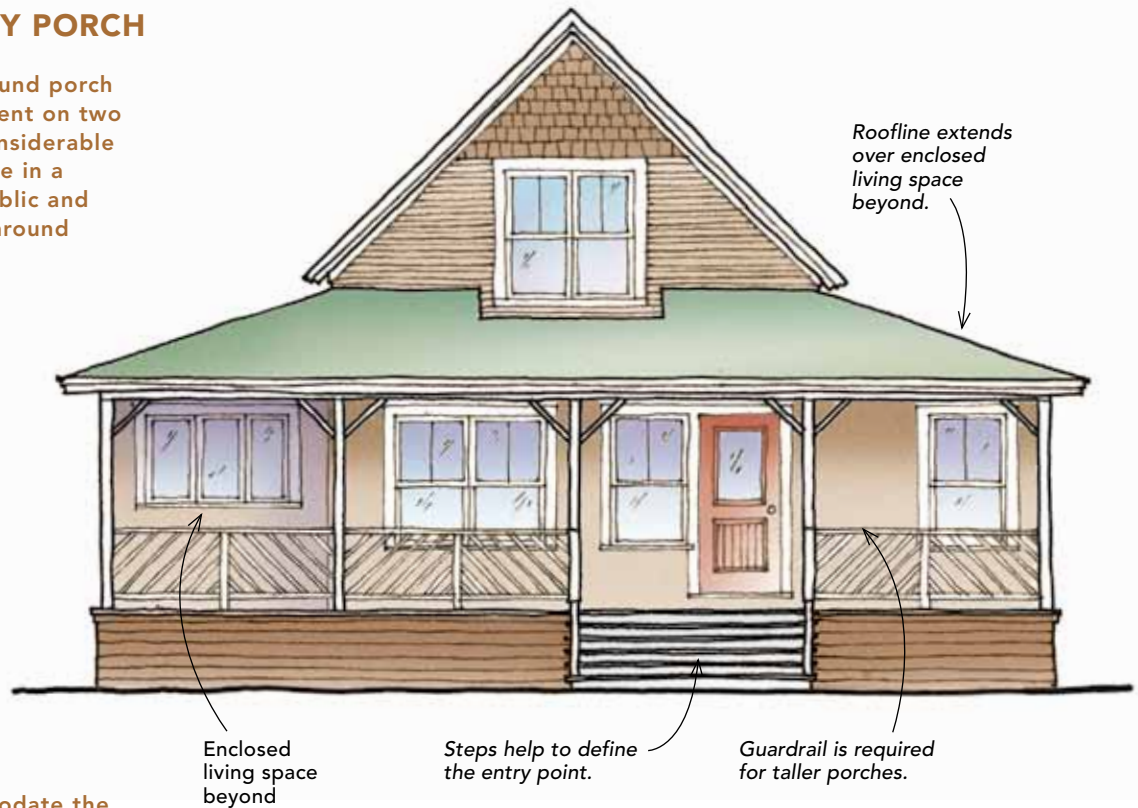 Y PORCH
und porch
ent on two
nsiderable
e in a
blic and
around
Roofline extends
over enclosed
living space
beyond.
Enclosed
living space
beyond
Steps help to define
the entry point.
Guardrail is required
for taller porches.
odate the